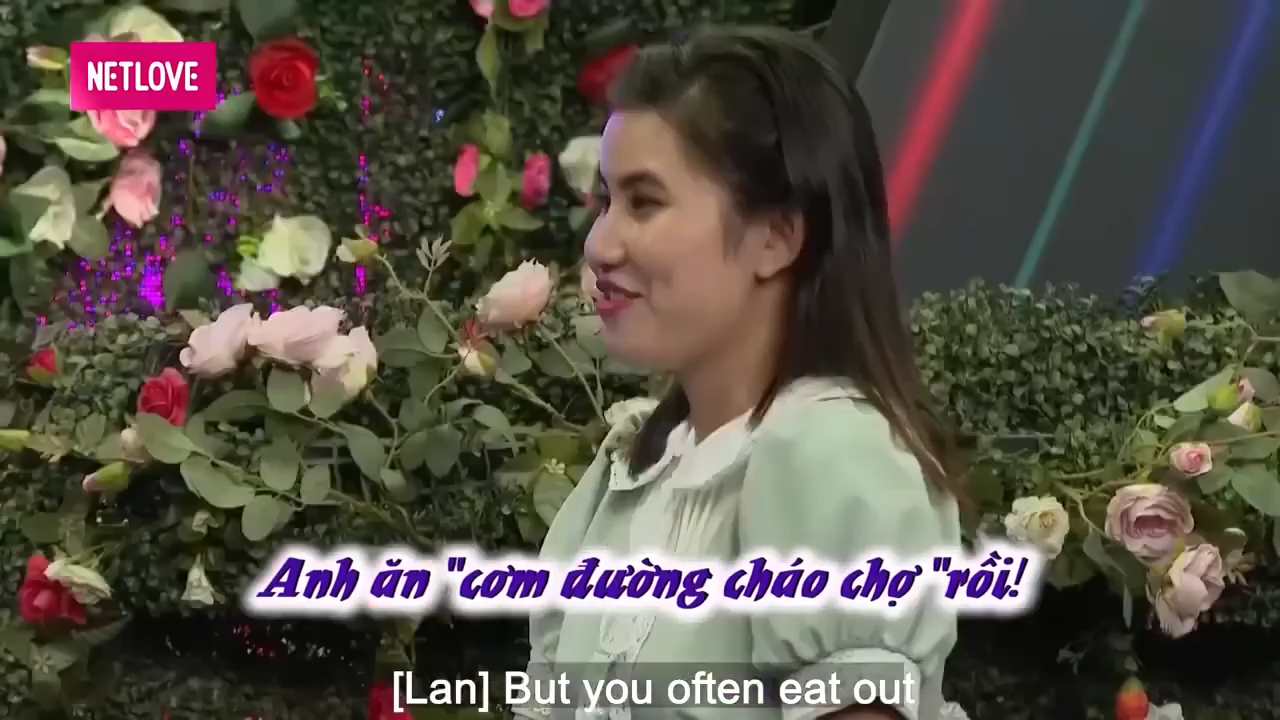 NETLOVE
Anh ăn "cơm đường cháo chợ "rồi!
[Lan] But you often eat out